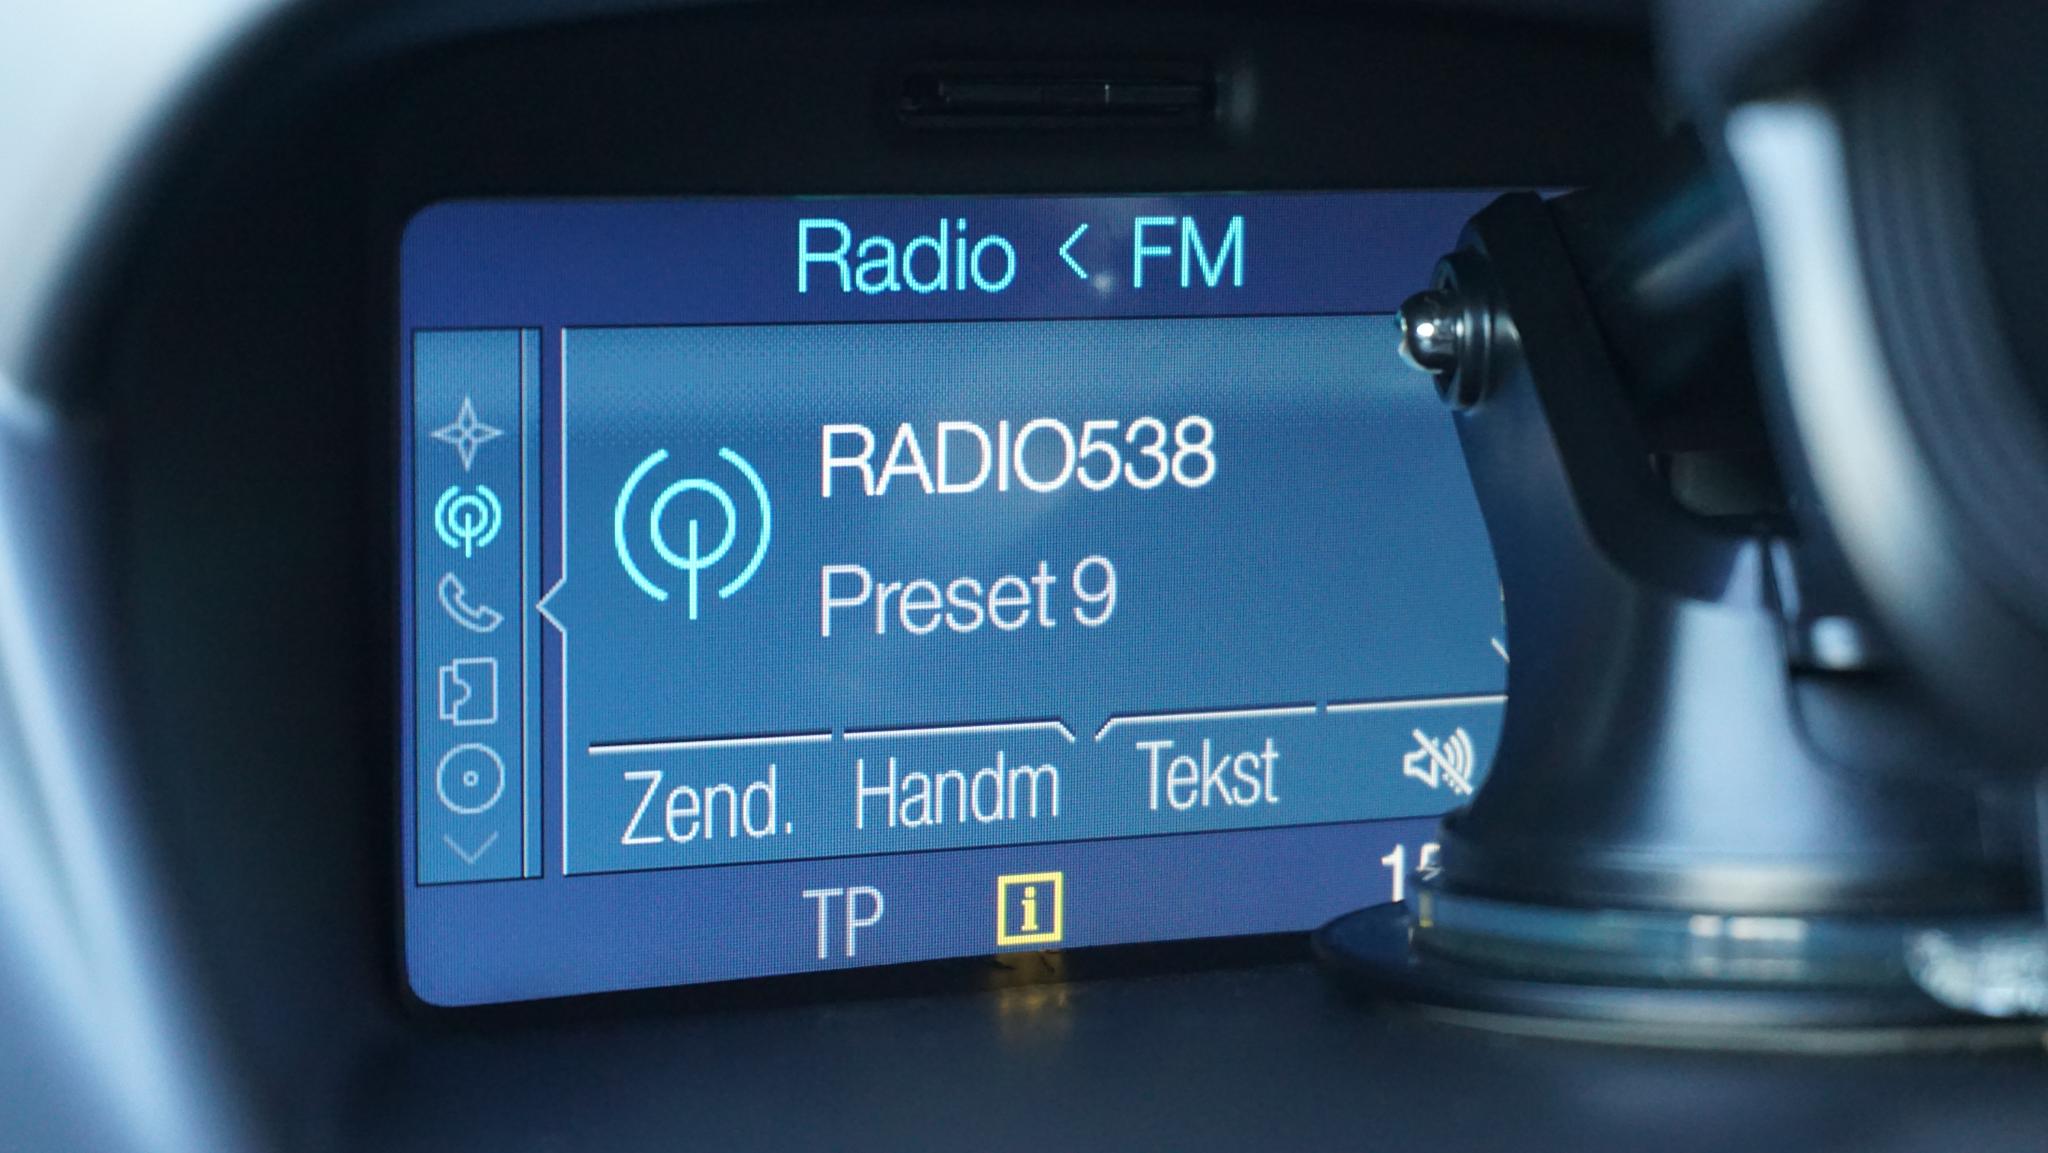 Radio < FM
RADIO538
Preset 9
Zend. Handm Tekst
TP i